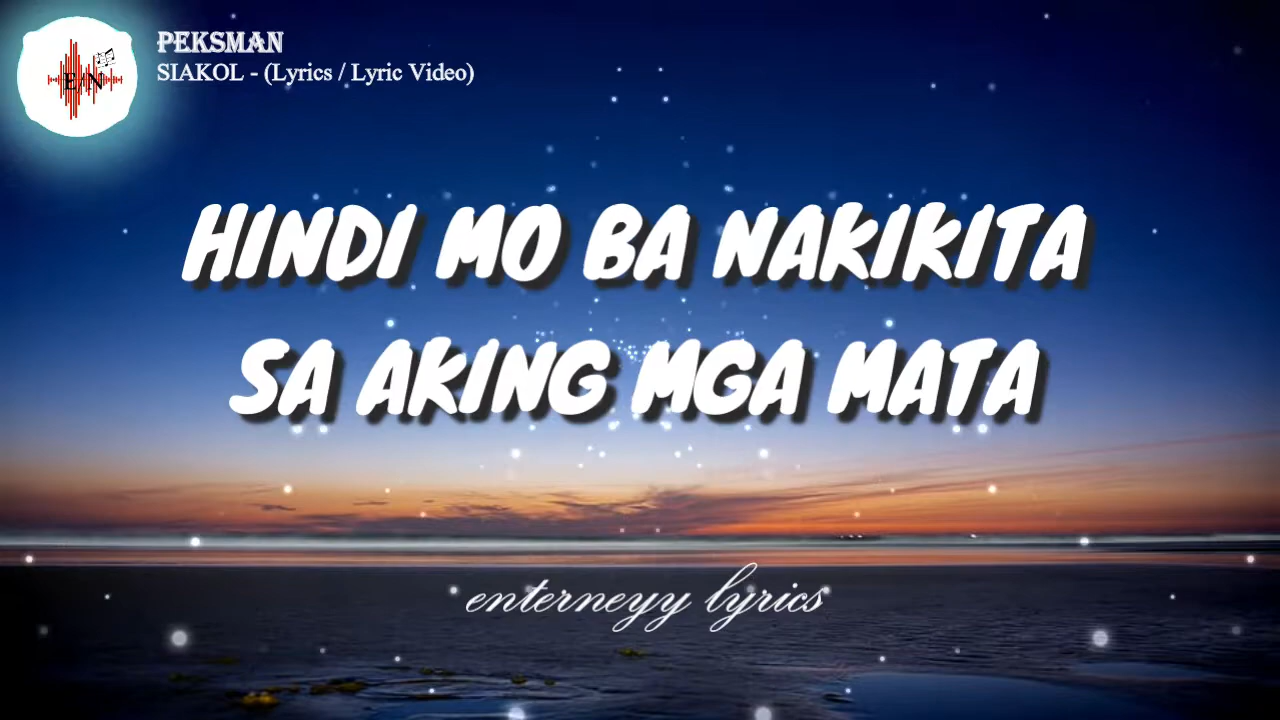 PEKSMAN
SIAKOL - (Lyrics / Lyric Video)
E/N
HINDI MO BA NAKIKITA
SA AKING MGA MATA
enterneyy lyrics